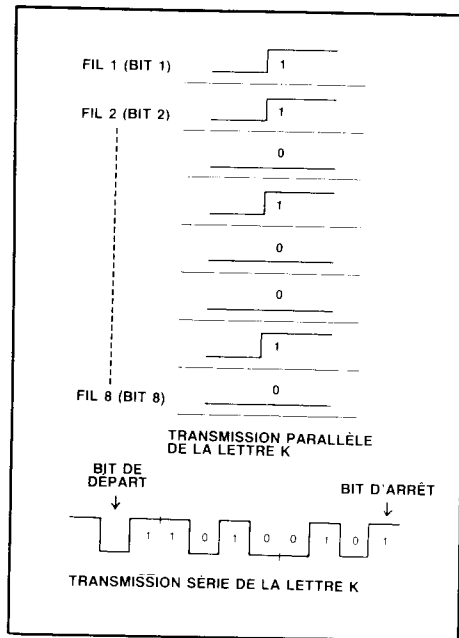 FIL 1 (BIT 1)
1
FIL 2 (BIT 2)
1
0
1
0
0
1
FIL 8 (BIT 8)
0
TRANSMISSION PARALLÈLE
DE LA LETTRE K
BIT DE
DÉPART
BIT D'ARRÊT
1 1 0 1 0 0 1 0 1
TRANSMISSION SÉRIE DE LA LETTRE K